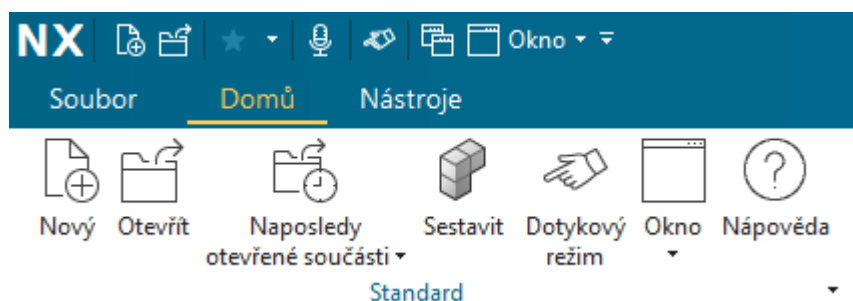 NX Okno
Soubor Domů Nástroje
Nový Otevřít Naposledy otevřené součásti Sestavit Dotykový režim Okno Nápověda
Standard